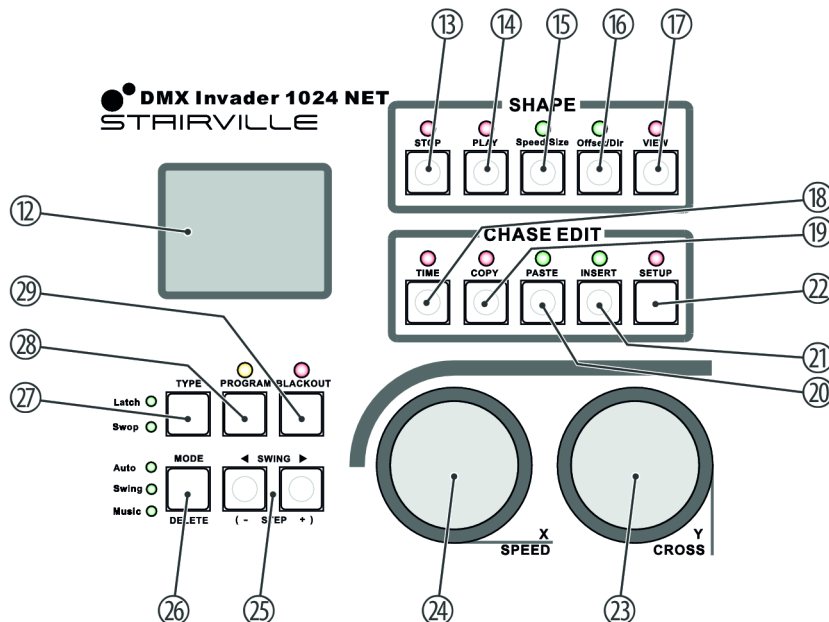 13 14 15 16 17
DMX Invader 1024 NET
STAIRVILLE
SHAPE
STOP PLAY Speed/Size Offset/Dir VIEW
12
18
19
CHASE EDIT
TIME COPY PASTE INSERT SETUP
29
22
28
21
27
20
TYPE PROGRAM BLACKOUT
Latch
Swop
MODE ◄ SWING ►
Auto
Swing
Music
DELETE ( - STEP + )
X
SPEED
Y
CROSS
26 25 24 23